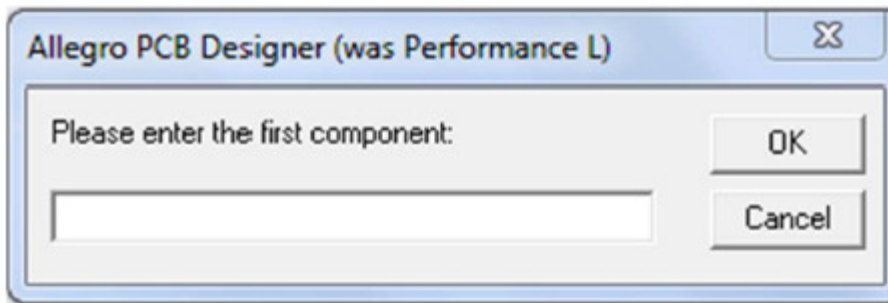 Allegro PCB Designer (was Performance L)
Please enter the first component:
OK
Cancel